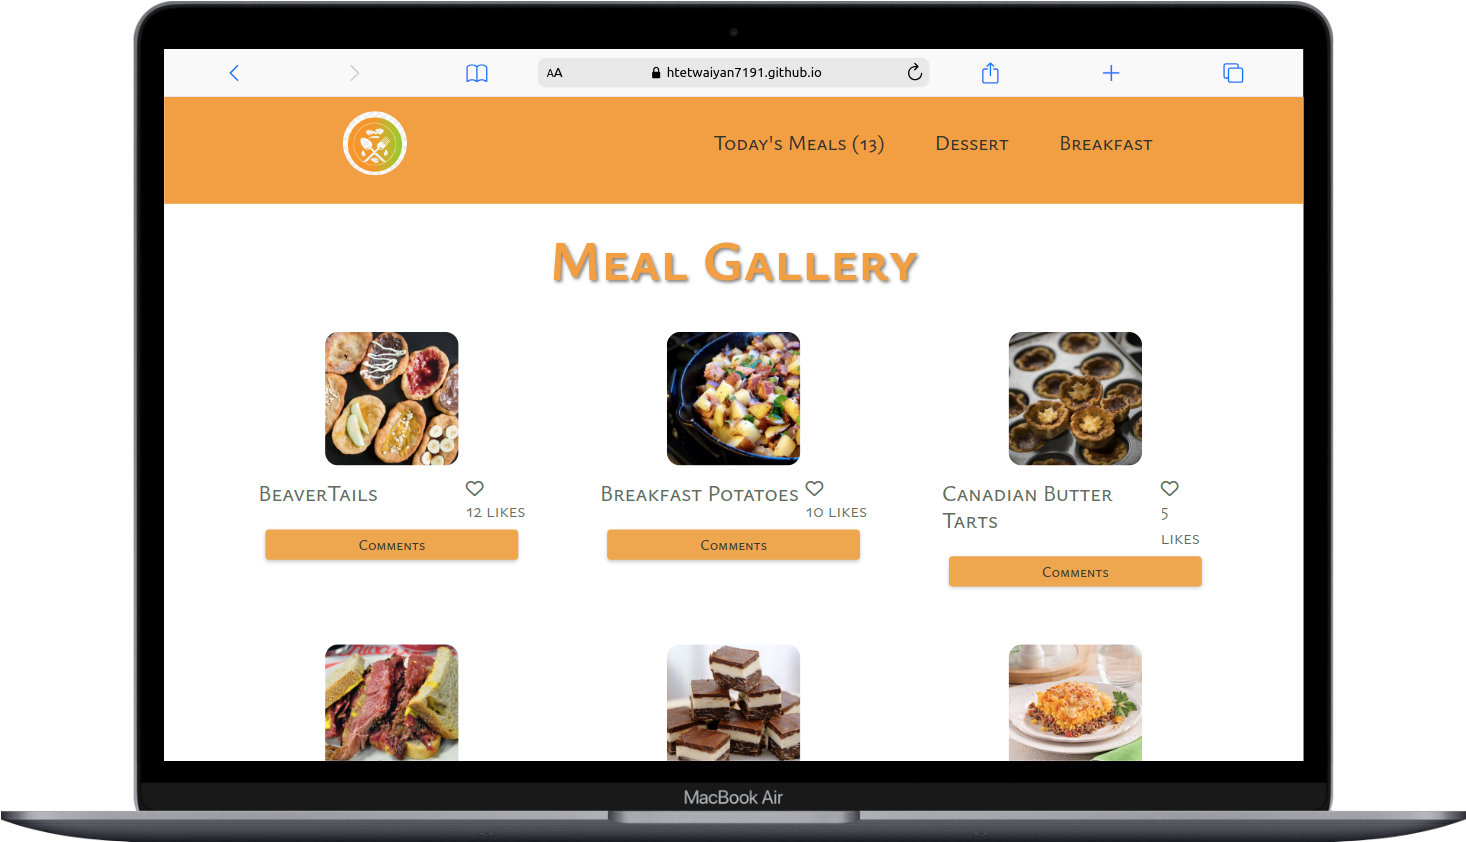 AA
htetwaiyan7191.github.io
Today's Meals (13)
Dessert
Breakfast
Meal Gallery
BeaverTails
12 likes
Comments
Breakfast Potatoes
10 likes
Comments
Canadian Butter
Tarts
5
likes
Comments
MacBook Air